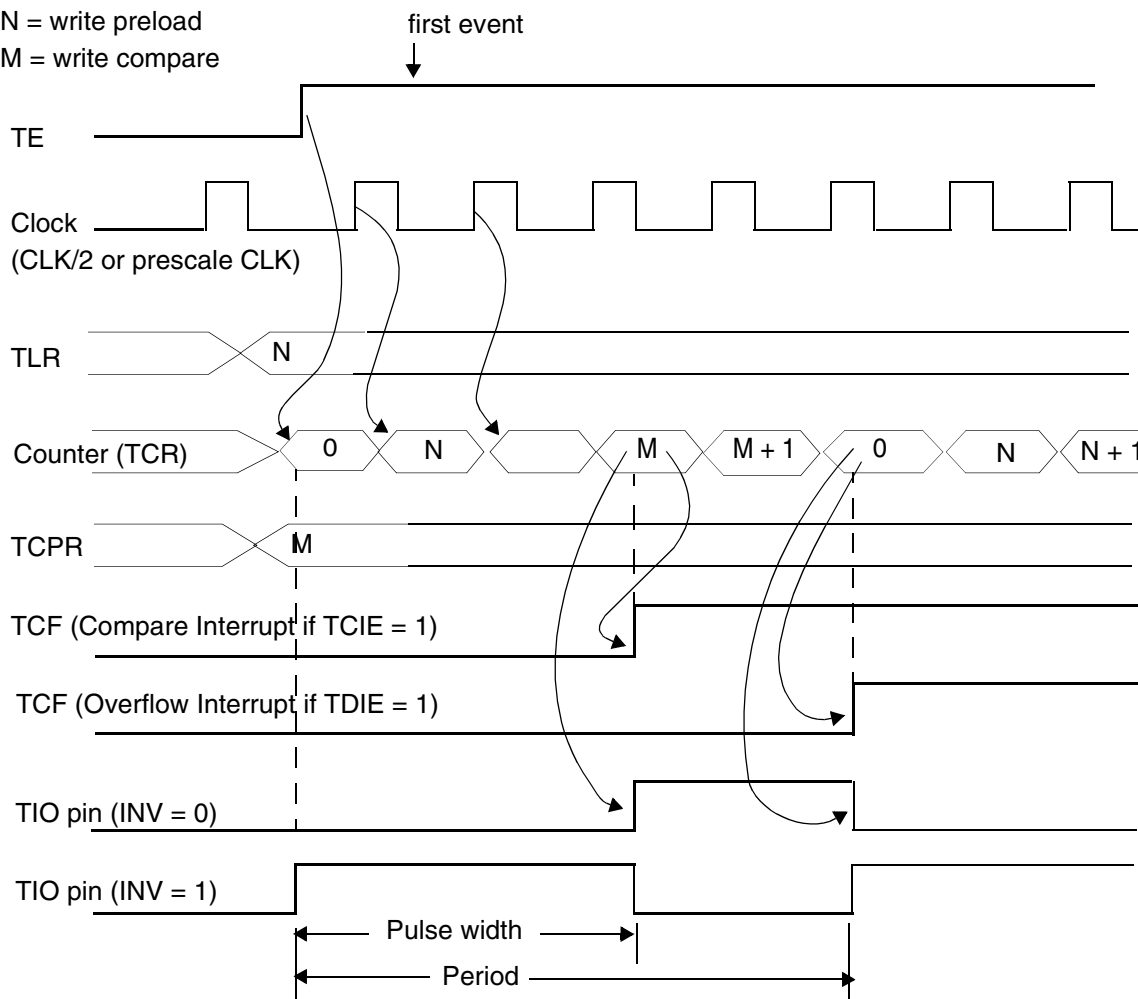 N = write preload
first event
M = write compare
TE
Clock
(CLK/2 or prescale CLK)
TLR
N
Counter (TCR)
0
N
M
M + 1
0
N
N + 1
TCPR
M
TCF (Compare Interrupt if TCIE = 1)
TCF (Overflow Interrupt if TDIE = 1)
TIO pin (INV = 0)
TIO pin (INV = 1)
Pulse width
Period